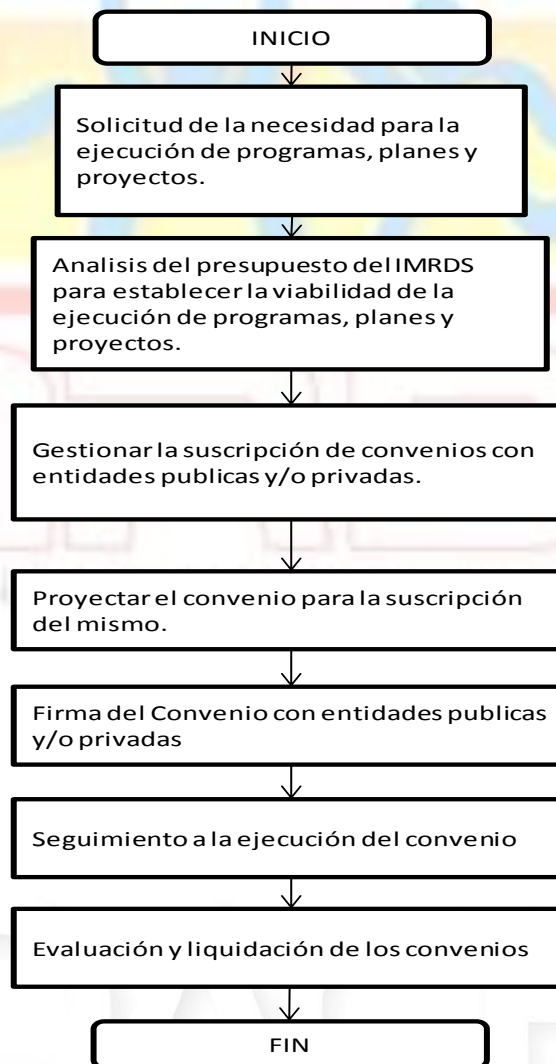 INICIO
Solicitud de la necesidad para la
ejecución de programas, planes y
proyectos.
Analisis del presupuesto del IMRDS
para establecer la viabilidad de la
ejecución de programas, planes y
proyectos.
Gestionar la suscripción de convenios con
entidades publicas y/o privadas.
Proyectar el convenio para la suscripción
del mismo.
Firma del Convenio con entidades publicas
y/o privadas
Seguimiento a la ejecución del convenio
Evaluación y liquidación de los convenios
FIN